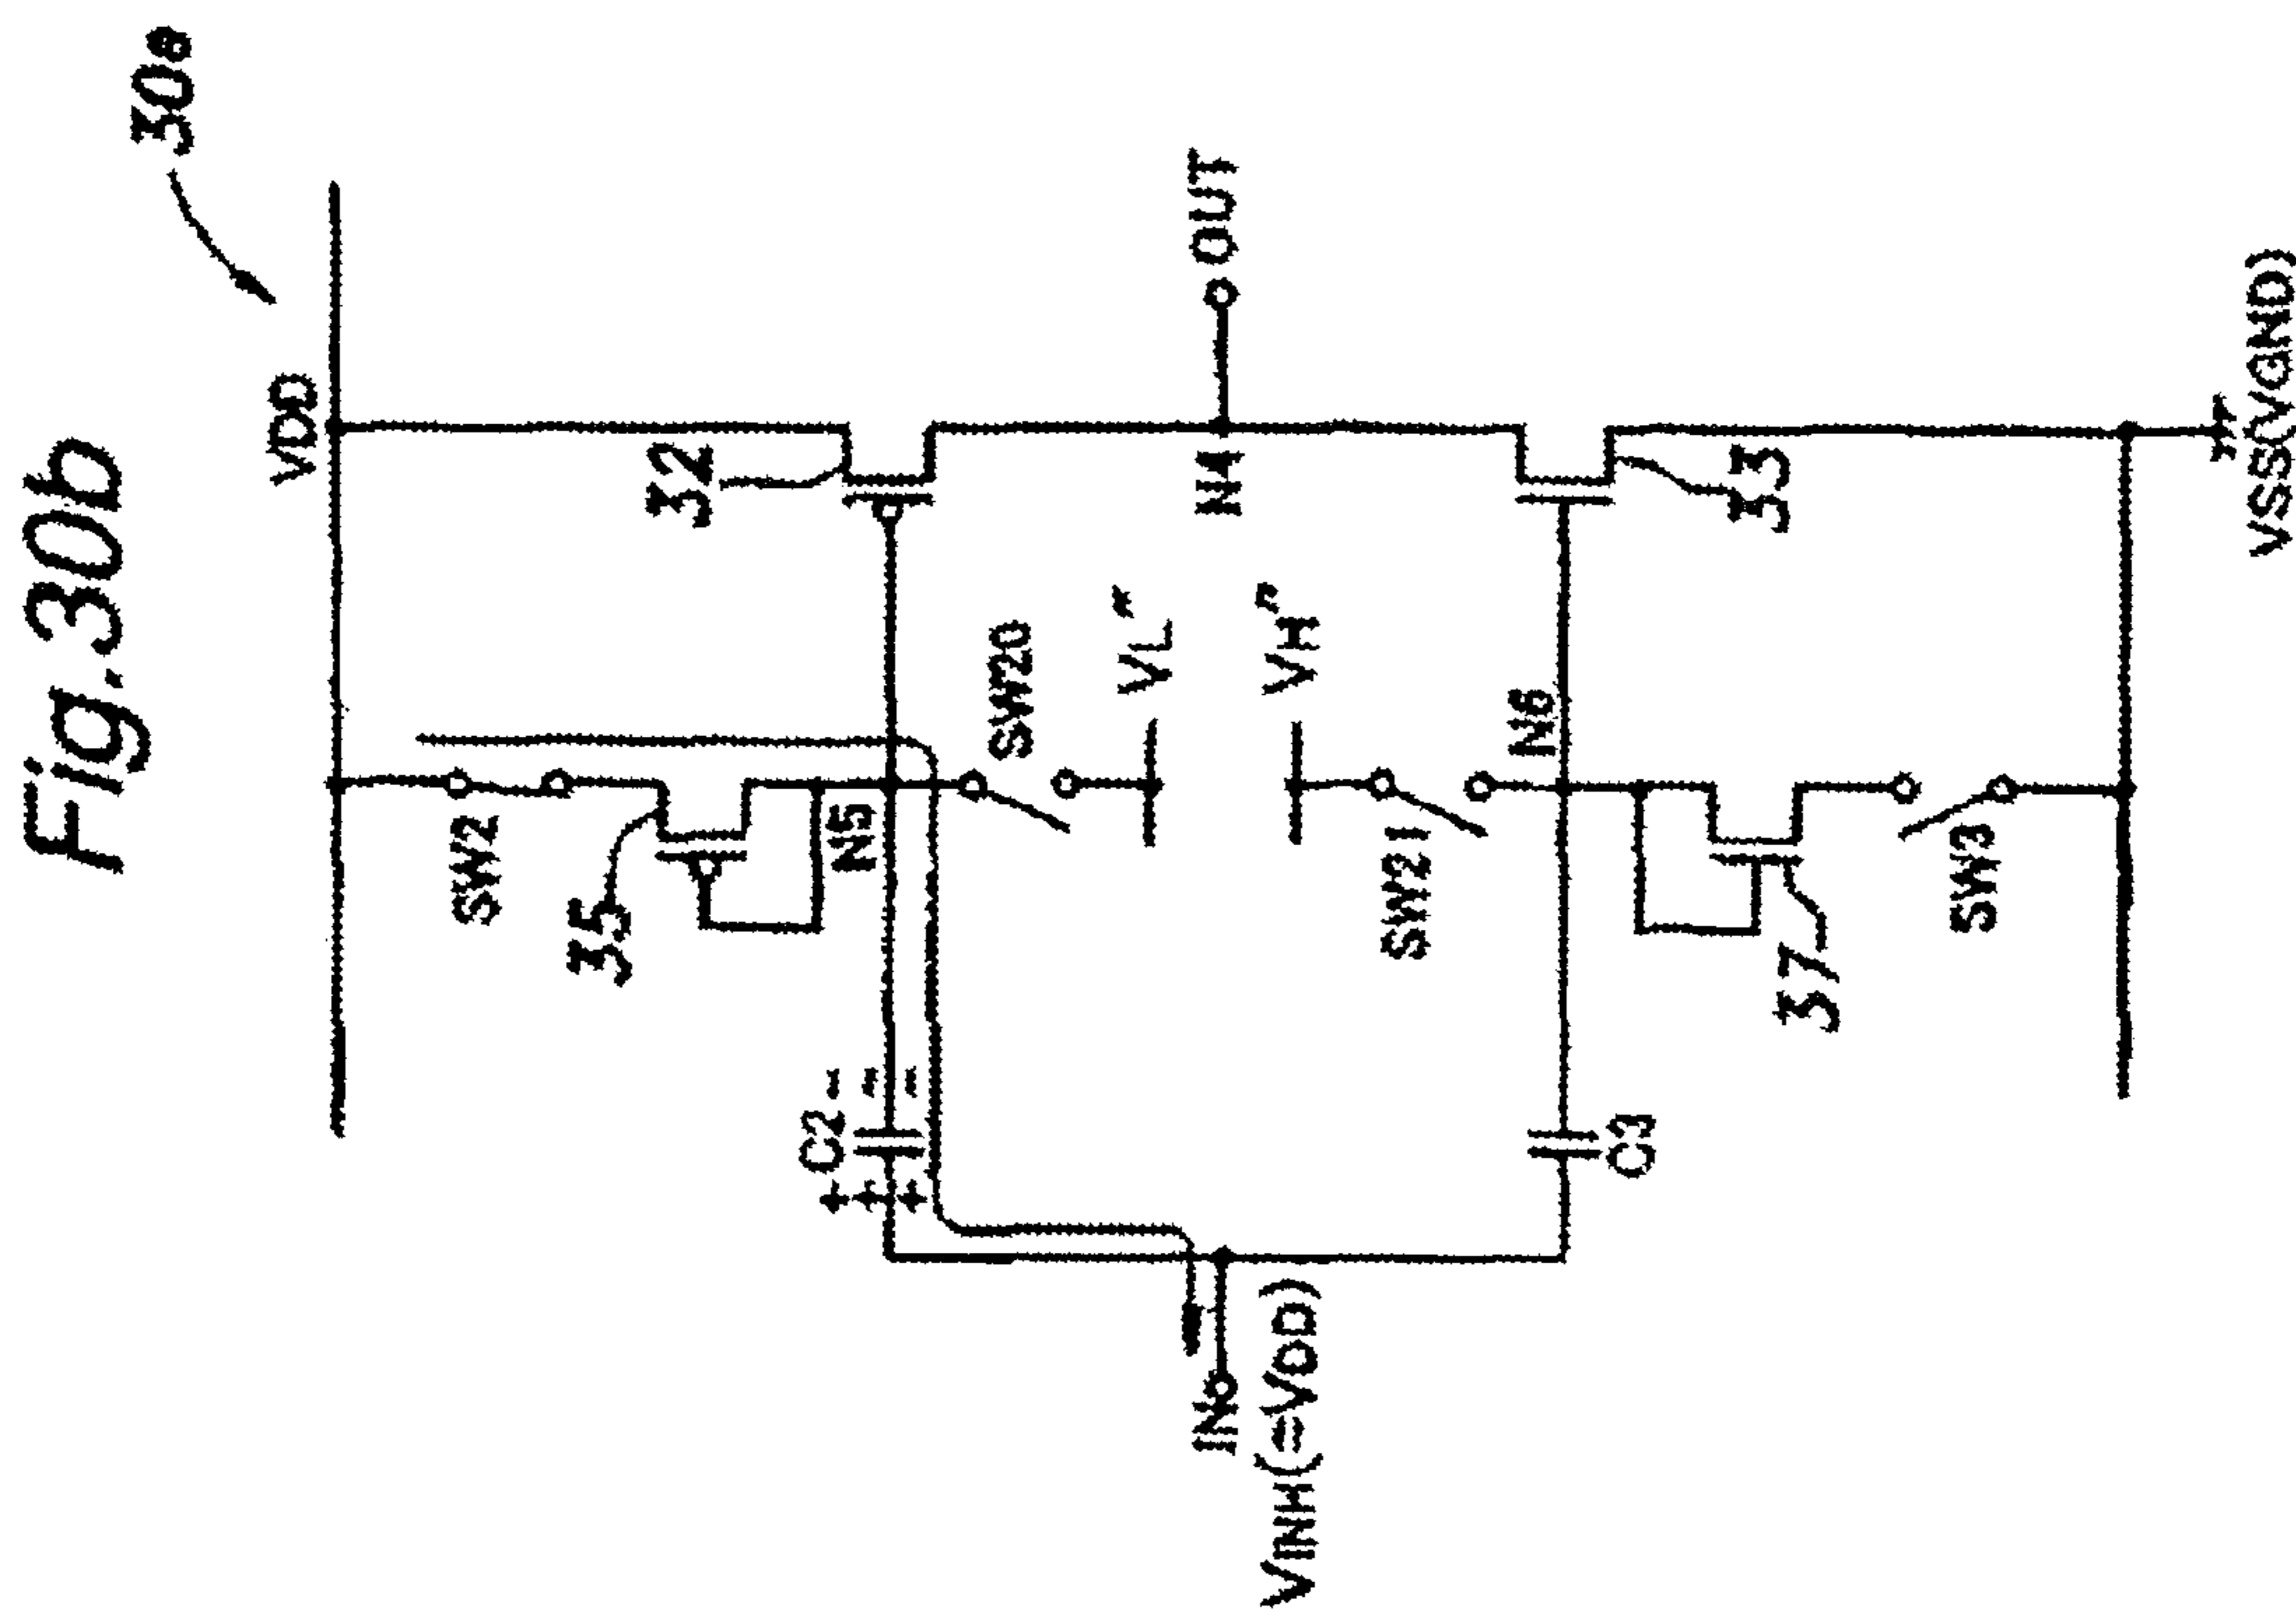 Fig. 30b
30e
VDD
SW2
32
35
N5
C2
- - -
+ + +
SW20
VL"
N4
OUT
IN
VINH(≈VDD)
VH"
SW21
N6
C3
33
37
SW3
VSS(VGND)